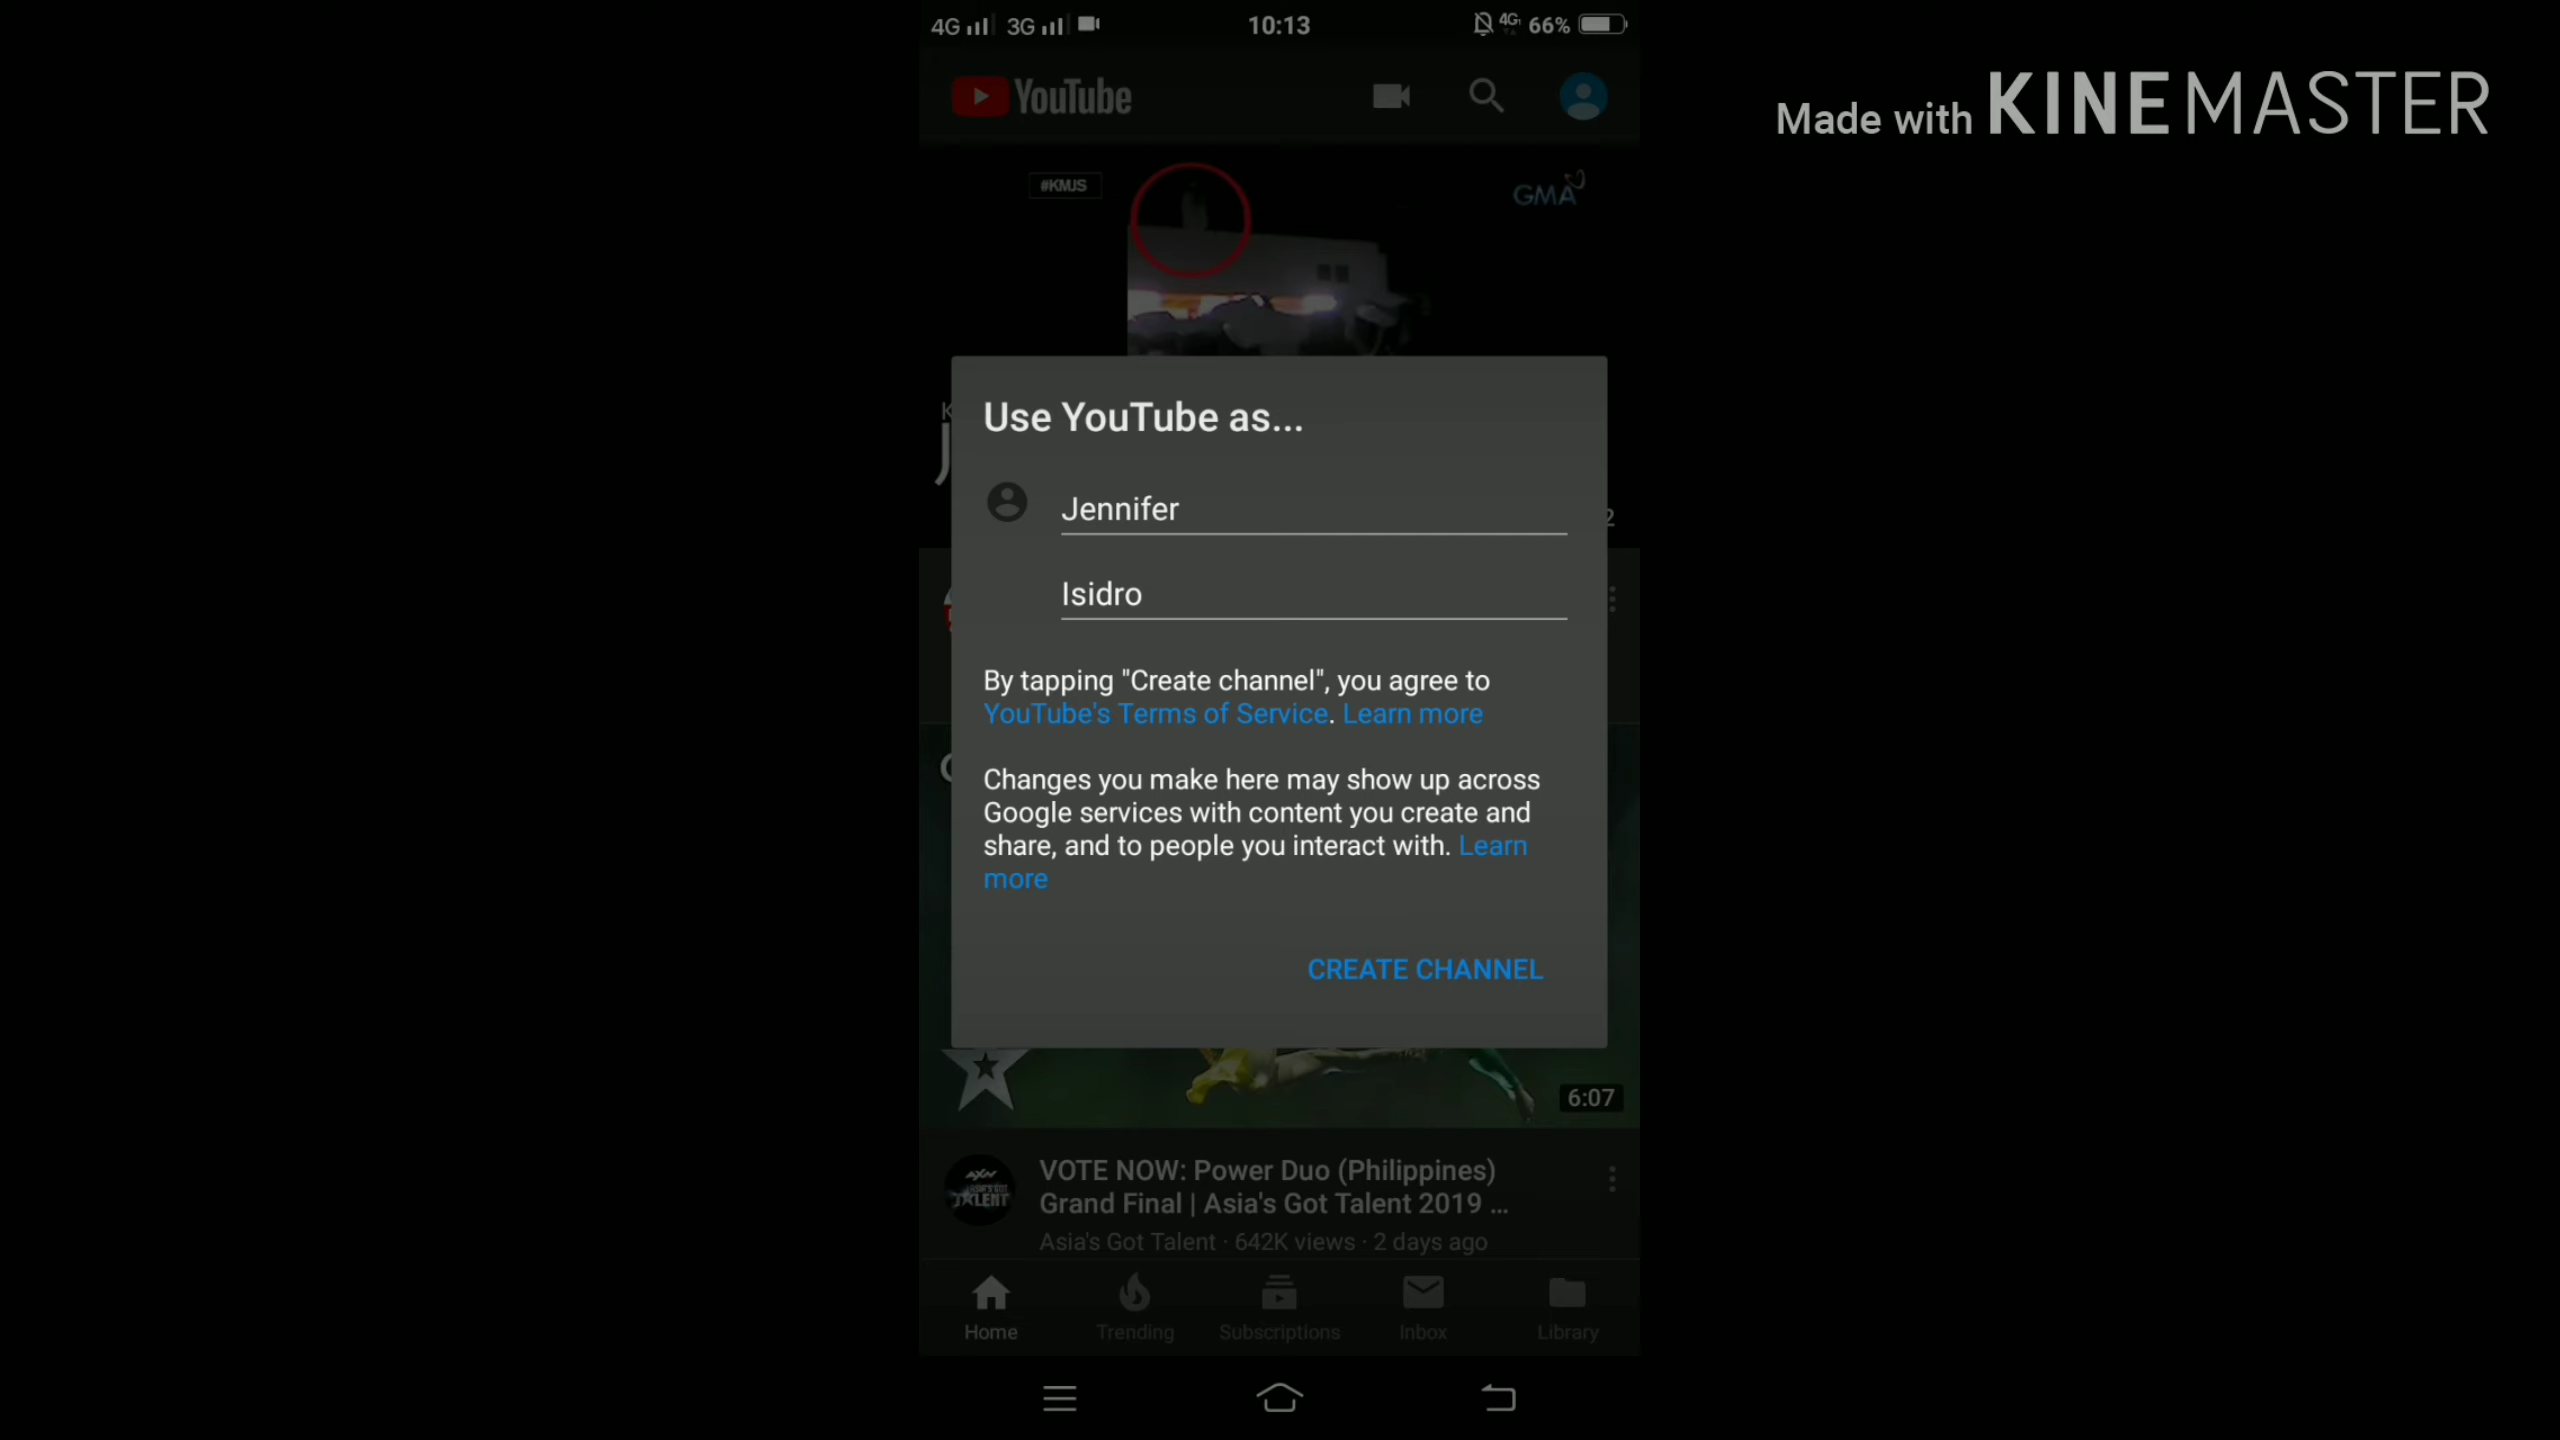 4G 3G 10:13 4G 66%
YouTube
Made with KINEMASTER
#KMJS
GMA
Use YouTube as...
Jennifer
2
Isidro
By tapping "Create channel", you agree to
YouTube's Terms of Service. Learn more
Changes you make here may show up across
Google services with content you create and
share, and to people you interact with. Learn
more
CREATE CHANNEL
6:07
VOTE NOW: Power Duo (Philippines)
Grand Final | Asia's Got Talent 2019 ...
Asia's Got Talent · 642K views · 2 days ago
Home Trending Subscriptions Inbox Library